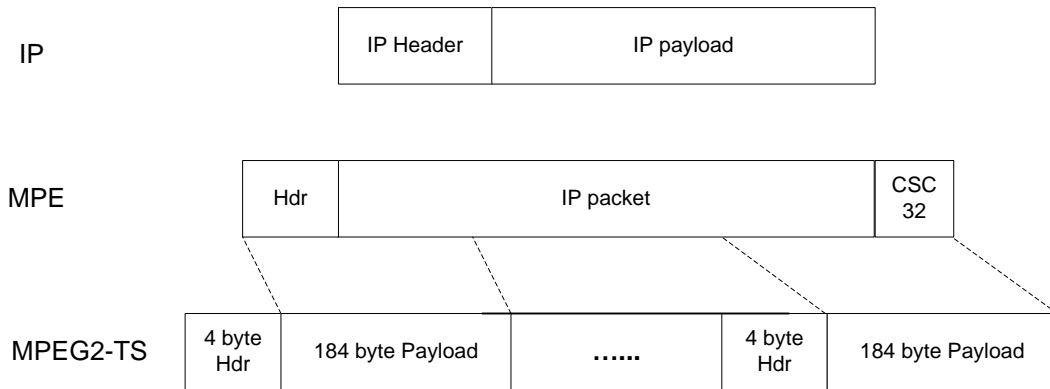 IP
IP Header
IP payload
MPE
Hdr
IP packet
CSC
32
MPEG2-TS
4 byte
Hdr
184 byte Payload
…...
4 byte
Hdr
184 byte Payload